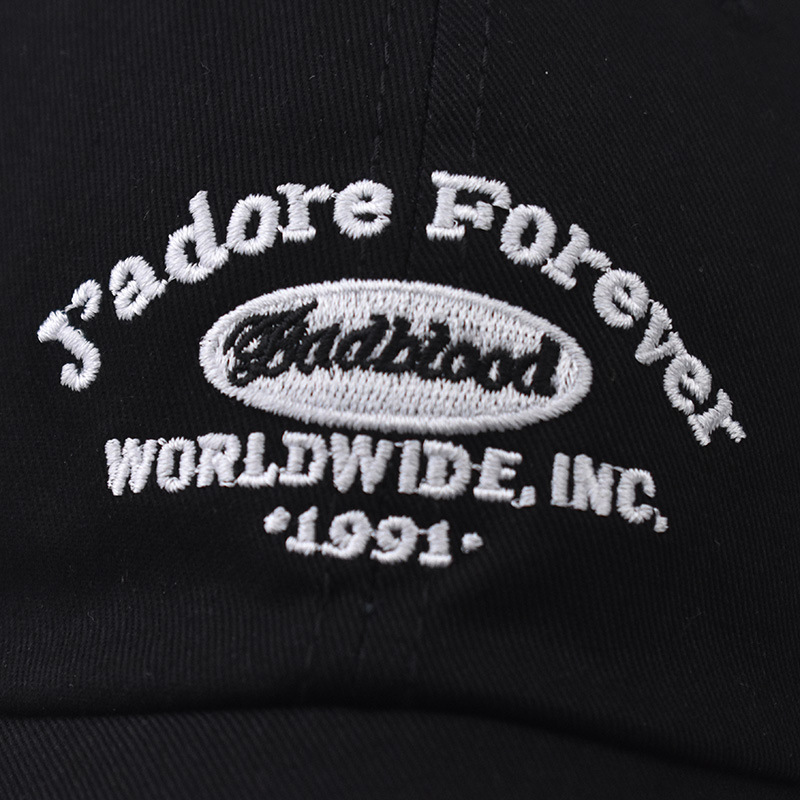 J'adore Forever
Badblood
WORLDWIDE, INC,
•1991•